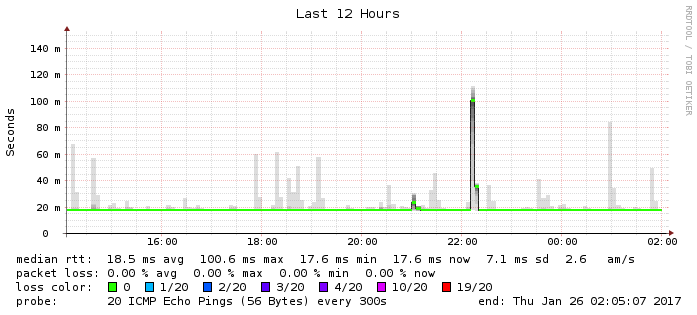 Last 12 Hours
RRDTOOL / TOBI OETIKER
Seconds
140 m
120 m
100 m
80 m
60 m
40 m
20 m
0
16:00 18:00 20:00 22:00 00:00 02:00
median rtt: 18.5 ms avg 100.6 ms max 17.6 ms min 17.6 ms now 7.1 ms sd 2.6 am/s
packet loss: 0.00 % avg 0.00 % max 0.00 % min 0.00 % now
loss color: 0 1/20 2/20 3/20 4/20 10/20 19/20
probe: 20 ICMP Echo Pings (56 Bytes) every 300s end: Thu Jan 26 02:05:07 2017